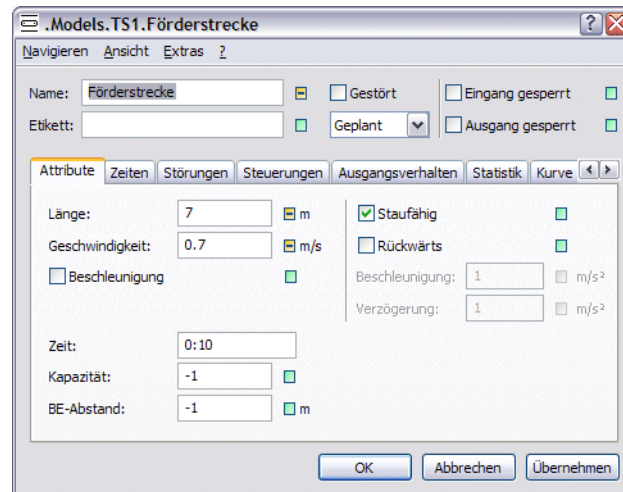 .Models.TS1.Förderstrecke
Navigieren Ansicht Extras ?
Name: Förderstrecke Gestört Eingang gesperrt
Etikett: Geplant Ausgang gesperrt
Attribute Zeiten Störungen Steuerungen Ausgangsverhalten Statistik Kurve
Länge: 7 m Staufähig
Geschwindigkeit: 0.7 m/s Rückwärts
Beschleunigung Beschleunigung: 1 m/s²
Verzögerung: 1 m/s²
Zeit: 0:10
Kapazität: -1
BE-Abstand: -1 m
OK Abbrechen Übernehmen